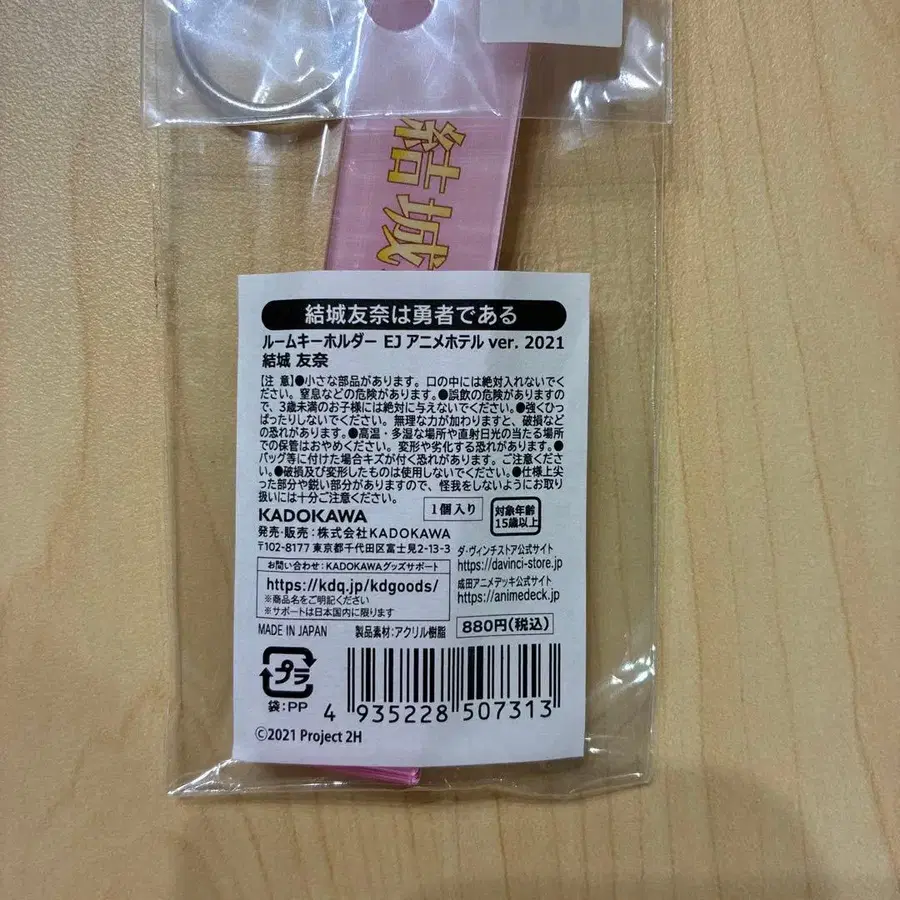 結城
結城友奈は勇者である
ルームキーホルダー EJ アニメホテル ver. 2021
結城 友奈
【注 意】●小さな部品があります。口の中には絶対入れないでく
ださい。窒息などの危険があります。●誤飲の危険がありますの
で、3歳未満のお子様には絶対に与えないでください。●強くひっ
ぱったりしないでください。無理な力が加わりますと、破損など
の恐れがあります。●高温・多湿な場所や直射日光の当たる場所
での保管はおやめください。変形や劣化する恐れがあります。●
バッグ等に付けた場合キズが付く恐れがあります。ご注意くださ
い。●破損及び変形したものは使用しないでください。●仕様上尖
った部分や鋭い部分がありますので、怪我をしないようにお取り
扱いには十分ご注意ください。
KADOKAWA
1個入り
対象年齢
15歳以上
発売・販売：株式会社KADOKAWA
〒102-8177 東京都千代田区富士見2-13-3
お問い合わせ：KADOKAWAグッズサポート
https://kdq.jp/kdgoods/
※商品名をご明記ください
※サポートは日本国内に限ります
ダ・ヴィンチストア公式サイト
https://davinci-store.jp
成田アニメデッキ公式サイト
https://animedeck.jp/
MADE IN JAPAN
製品素材：アクリル樹脂
880円（税込）
プラ
袋：PP
4 935228 507313
©2021 Project 2H